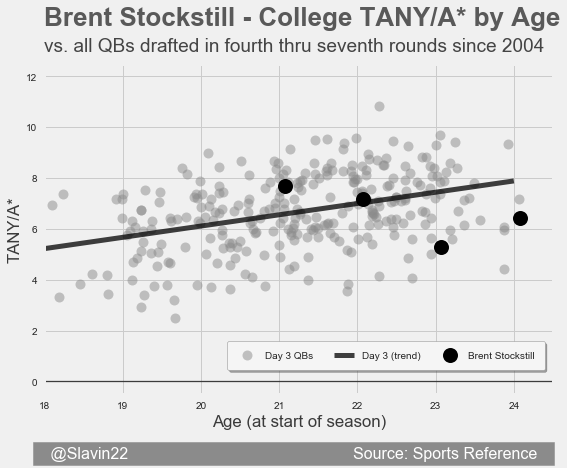 Brent Stockstill - College TANY/A* by Age
vs. all QBs drafted in fourth thru seventh rounds since 2004
12
10
8
6
4
2
0
TANY/A*
Day 3 QBs
Day 3 (trend)
Brent Stockstill
18 19 20 21 22 23 24
Age (at start of season)
@Slavin22 Source: Sports Reference